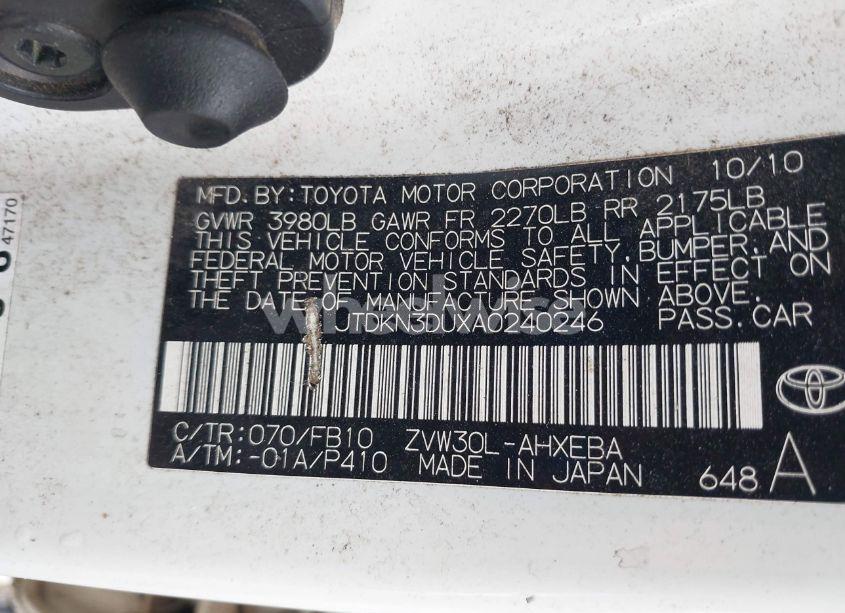 MFD. BY: TOYOTA MOTOR CORPORATION 10/10
GVWR 3980LB GAWR FR 2270LB RR 2175LB
THIS VEHICLE CONFORMS TO ALL APPLICABLE
FEDERAL MOTOR VEHICLE SAFETY, BUMPER, AND
THEFT PREVENTION STANDARDS IN EFFECT ON
THE DATE OF MANUFACTURE SHOWN ABOVE.
JTDKN3DUXA0240246 PASS.CAR
C/TR: 070/FB10 ZVW30L-AHXEBA
A/TM: -01A/P410 MADE IN JAPAN
648 A
47170